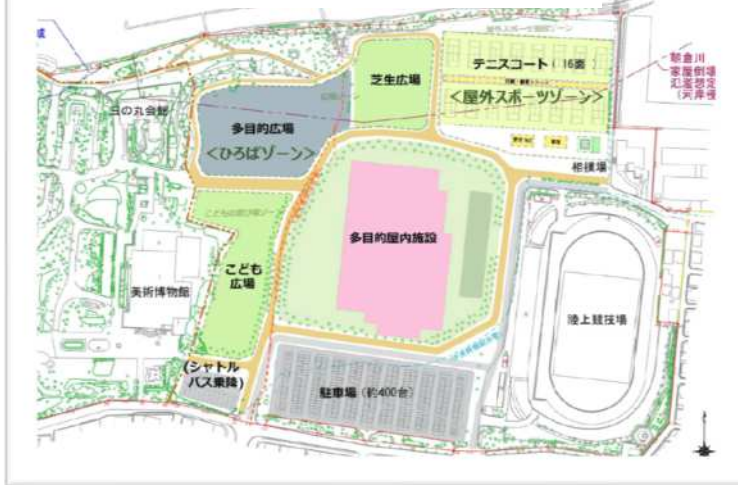 芝生広場
テニスコート（16面）
＜屋外スポーツゾーン＞
三の丸会館
多目的広場
＜ひろばゾーン＞
相撲場
多目的屋内施設
こども
広場
美術博物館
陸上競技場
(シャトル
バス乗降)
駐車場（約400台）